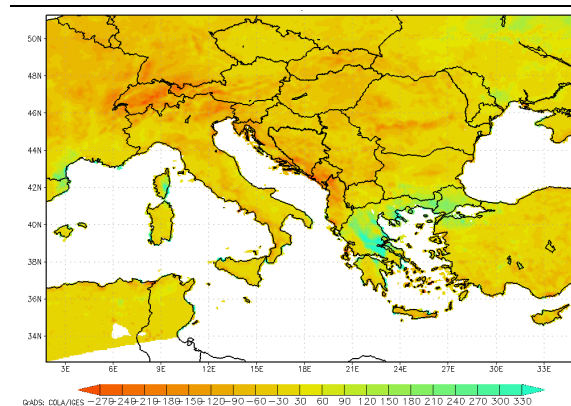 50N
48N
46N
44N
42N
40N
38N
36N
34N
3E 6E 9E 12E 15E 18E 21E 24E 27E 30E 33E
-270-240-210-180-150-120-90 -60 -30 30 60 90 120 150 180 210 240 270 300 330
GrADS: COLA/IGES